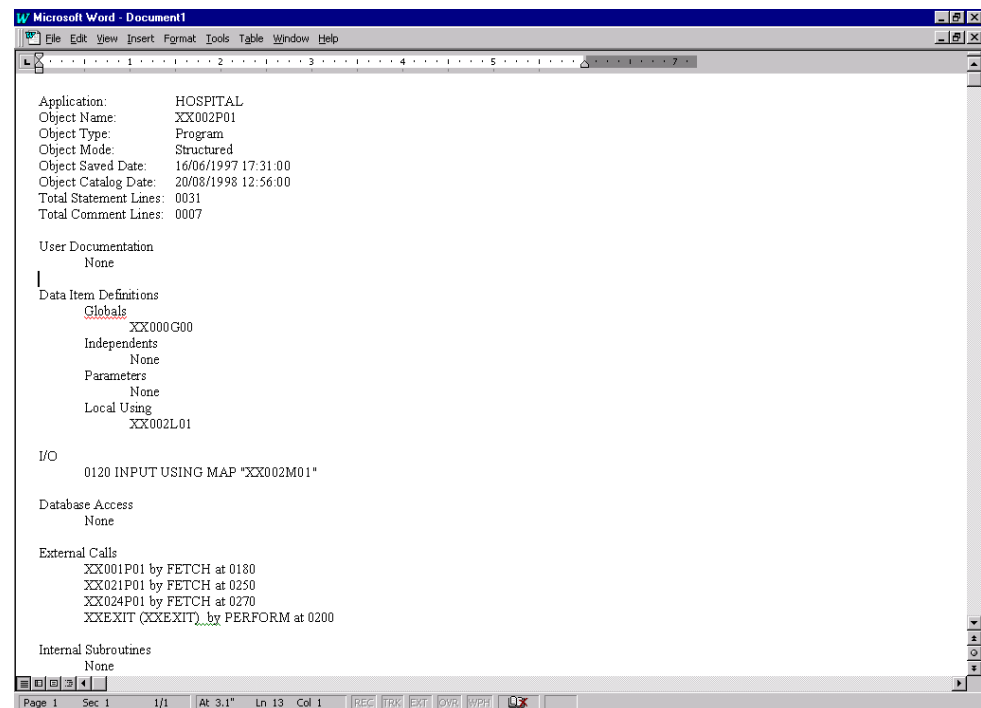 Microsoft Word - Document1
File Edit View Insert Format Tools Table Window Help
1 2 3 4 5 7
Application: HOSPITAL
Object Name: XX002P01
Object Type: Program
Object Mode: Structured
Object Saved Date: 16/06/1997 17:31:00
Object Catalog Date: 20/08/1998 12:56:00
Total Statement Lines: 0031
Total Comment Lines: 0007
User Documentation
None
Data Item Definitions
Globals
XX000G00
Independents
None
Parameters
None
Local Using
XX002L01
I/O
0120 INPUT USING MAP "XX002M01"
Database Access
None
External Calls
XX001P01 by FETCH at 0180
XX021P01 by FETCH at 0250
XX024P01 by FETCH at 0270
XXEXIT (XXEXIT) by PERFORM at 0200
Internal Subroutines
None
Page 1 Sec 1 1/1 At 3.1" Ln 13 Col 1 REC TRK EXT OVR WPH